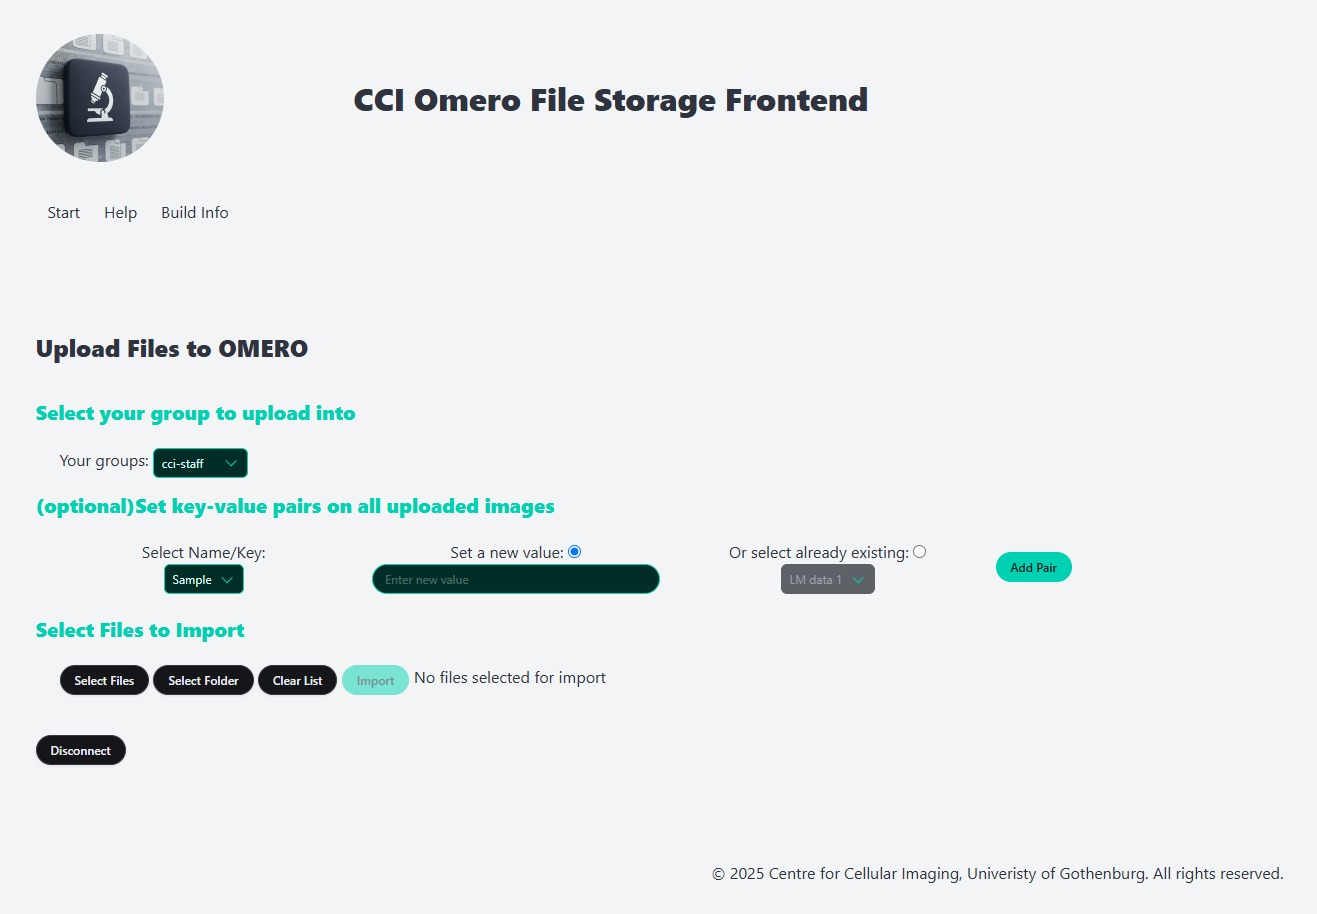 CCI Omero File Storage Frontend
Start Help Build Info
Upload Files to OMERO
Select your group to upload into
Your groups: cci-staff
(optional)Set key-value pairs on all uploaded images
Select Name/Key: Set a new value: Or select already existing:
Sample Enter new value LM data 1 Add Pair
Select Files to Import
Select Files Select Folder Clear List Import No files selected for import
Disconnect
© 2025 Centre for Cellular Imaging, Univeristy of Gothenburg. All rights reserved.